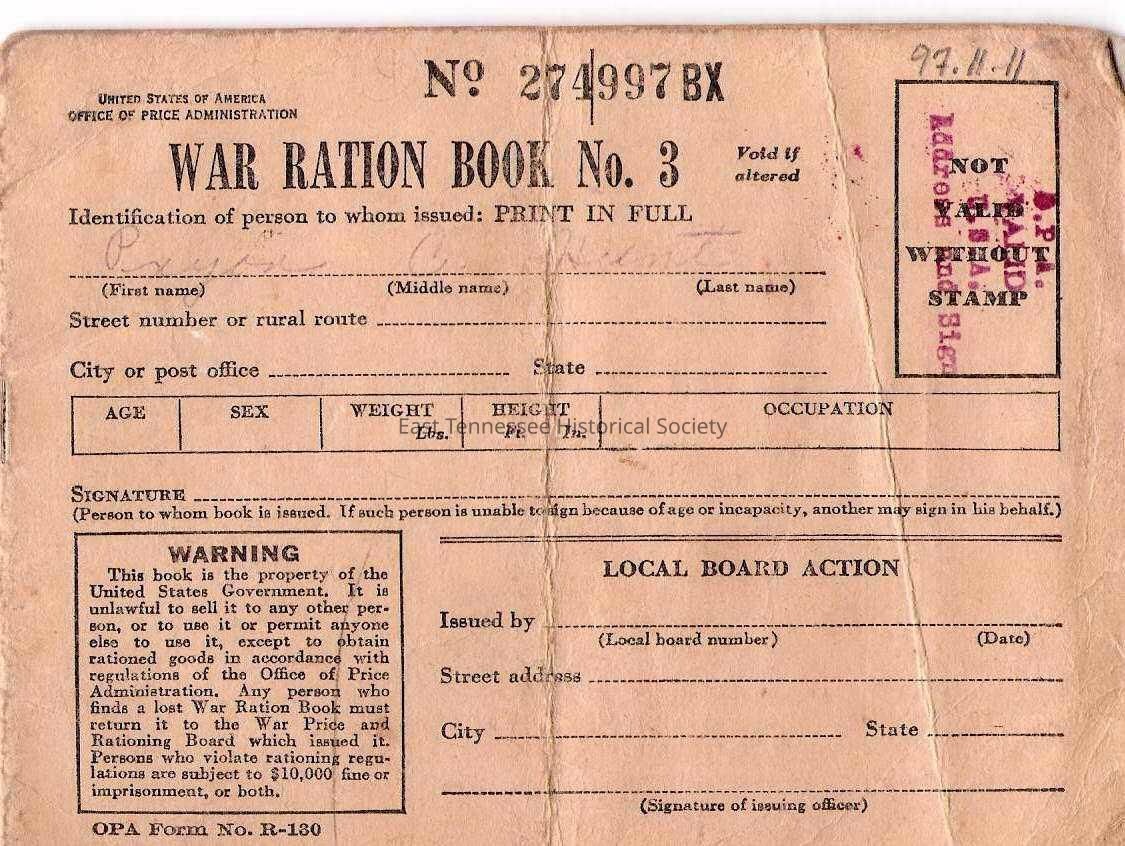 97.11.11
No 274997 BX
UNITED STATES OF AMERICA
OFFICE OF PRICE ADMINISTRATION
WAR RATION BOOK No. 3
Void if
altered
Identification of person to whom issued: PRINT IN FULL
(First name) (Middle name) (Last name)
Street number or rural route
City or post office State
NOT
VALID
WITHOUT
STAMP
O.P.A.
VALID
U.S.A.
Address and Sign
AGE SEX WEIGHT HEIGHT OCCUPATION
Lbs. Ft. In.
East Tennessee Historical Society
SIGNATURE
(Person to whom book is issued. If such person is unable to sign because of age or incapacity, another may sign in his behalf.)
WARNING
This book is the property of the
United States Government. It is
unlawful to sell it to any other per-
son, or to use it or permit anyone
else to use it, except to obtain
rationed goods in accordance with
regulations of the Office of Price
Administration. Any person who
finds a lost War Ration Book must
return it to the War Price and
Rationing Board which issued it.
Persons who violate rationing regu-
lations are subject to $10,000 fine or
imprisonment, or both.
OPA Form No. R-130
LOCAL BOARD ACTION
Issued by
(Local board number) (Date)
Street address
City State
(Signature of issuing officer)